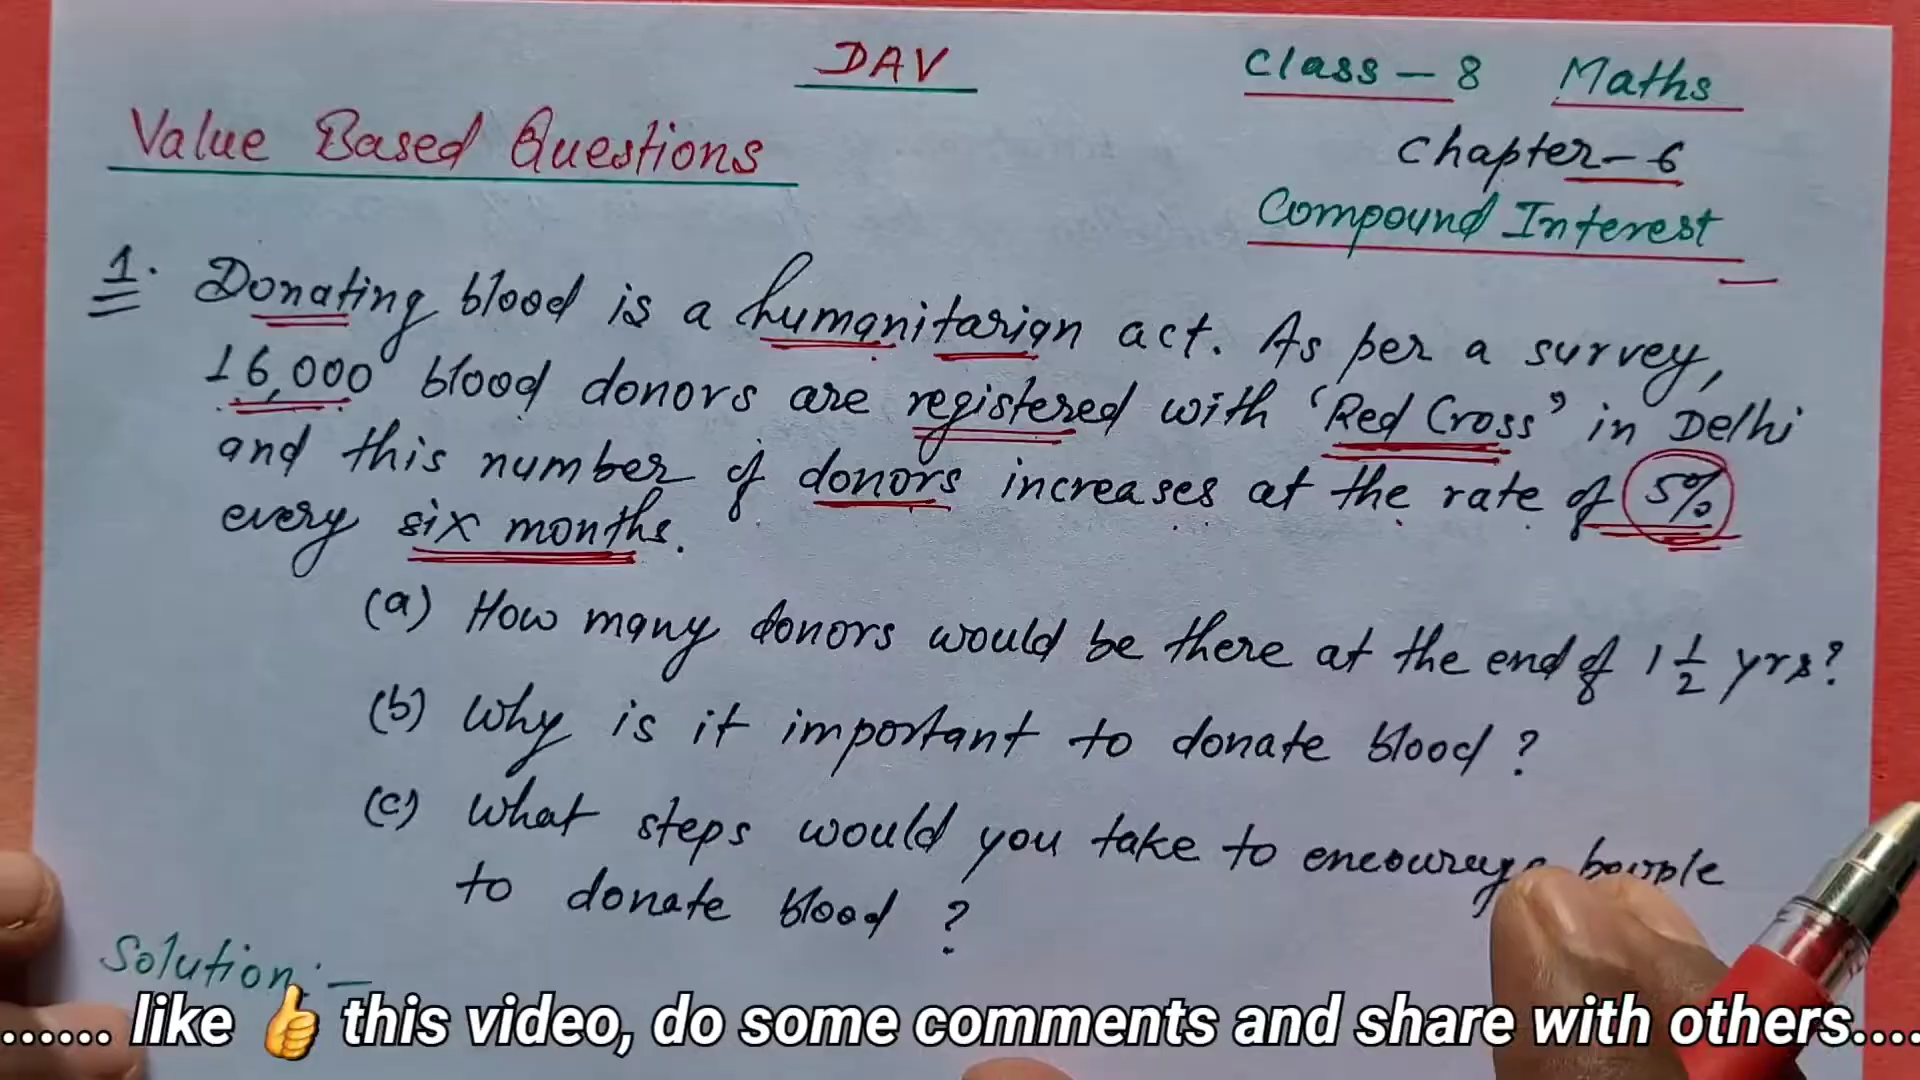 DAV
Class - 8 Maths
Value Based Questions
Chapter - 6
Compound Interest
1. Donating blood is a humanitarian act. As per a survey,
16,000 blood donors are registered with 'Red Cross' in Delhi
and this number of donors increases at the rate of 5%
every six months.
(a) How many donors would be there at the end of 1 1/2 yrs?
(b) Why is it important to donate blood?
(c) What steps would you take to encourage
to donate blood?
Solution:-
...... like 👍 this video, do some comments and share with others....